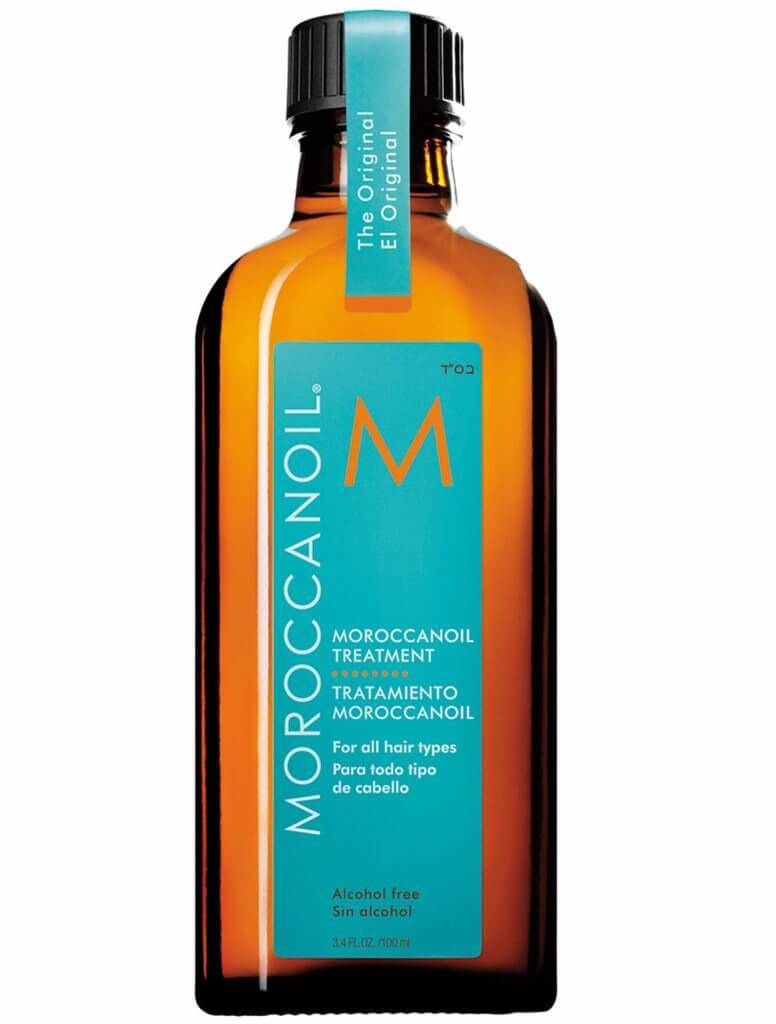 The Original
El Original
בס"ד
M
MOROCCANOIL®
MOROCCANOIL
TREATMENT
TRATAMIENTO
MOROCCANOIL
For all hair types
Para todo tipo
de cabello
Alcohol free
Sin alcohol
3.4 FL.OZ./100 ml